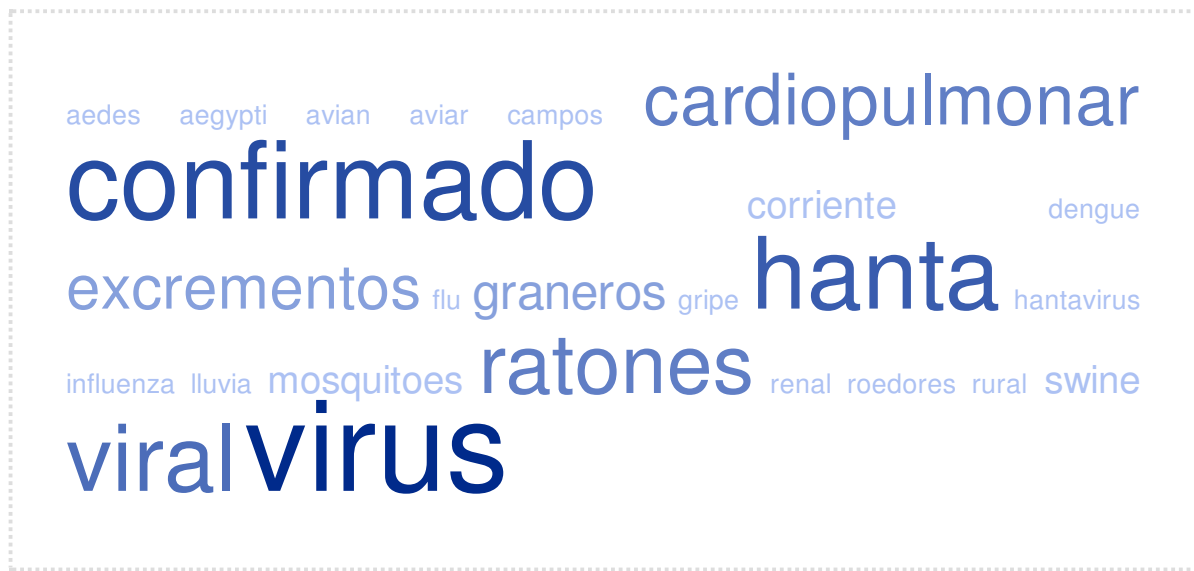 aedes aegypti avian aviar campos cardiopulmonar
confirmado corriente dengue
excrementos flu graneros gripe hanta hantavirus
influenza lluvia mosquitoes ratones renal roedores rural swine
viral virus